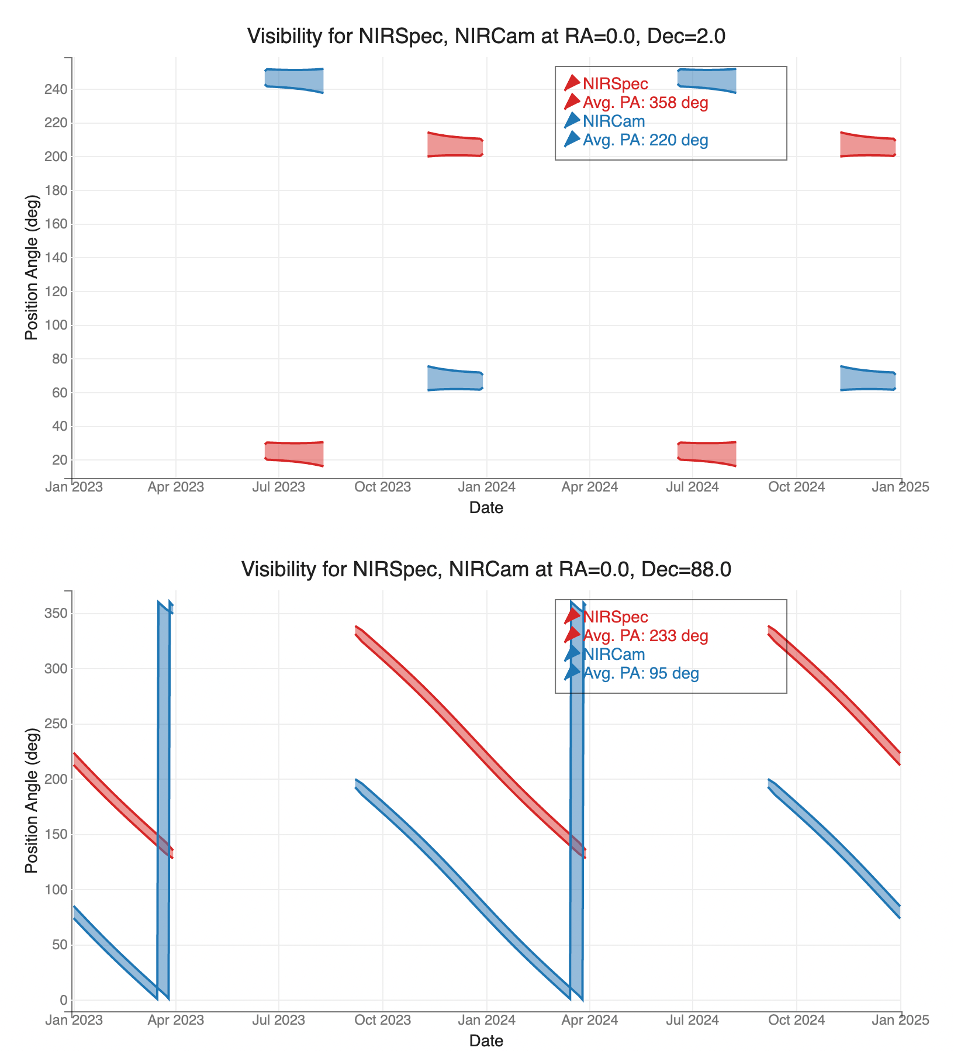 Visibility for NIRSpec, NIRCam at RA=0.0, Dec=2.0
240
220
200
180
160
140
120
100
80
60
40
20
Position Angle (deg)
NIRSpec
Avg. PA: 358 deg
NIRCam
Avg. PA: 220 deg
Jan 2023 Apr 2023 Jul 2023 Oct 2023 Jan 2024 Apr 2024 Jul 2024 Oct 2024 Jan 2025
Date
Visibility for NIRSpec, NIRCam at RA=0.0, Dec=88.0
350
300
250
200
150
100
50
0
Position Angle (deg)
NIRSpec
Avg. PA: 233 deg
NIRCam
Avg. PA: 95 deg
Jan 2023 Apr 2023 Jul 2023 Oct 2023 Jan 2024 Apr 2024 Jul 2024 Oct 2024 Jan 2025
Date